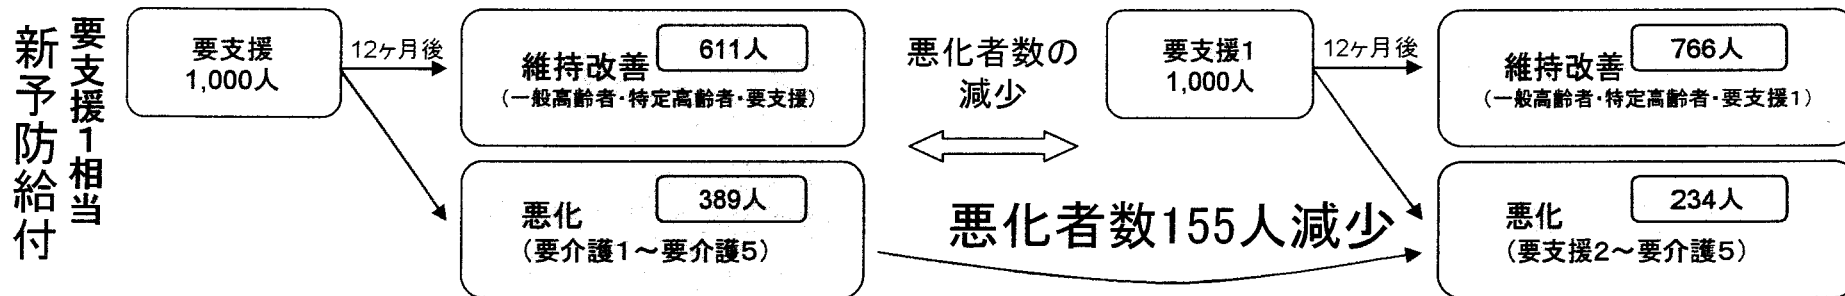 新予防給付
要支援1相当
要支援
1,000人
12ヶ月後
維持改善
611人
(一般高齢者・特定高齢者・要支援)
悪化
389人
(要介護1～要介護5)
悪化者数の
減少
悪化者数155人減少
要支援1
1,000人
12ヶ月後
維持改善
766人
(一般高齢者・特定高齢者・要支援1)
悪化
234人
(要支援2～要介護5)